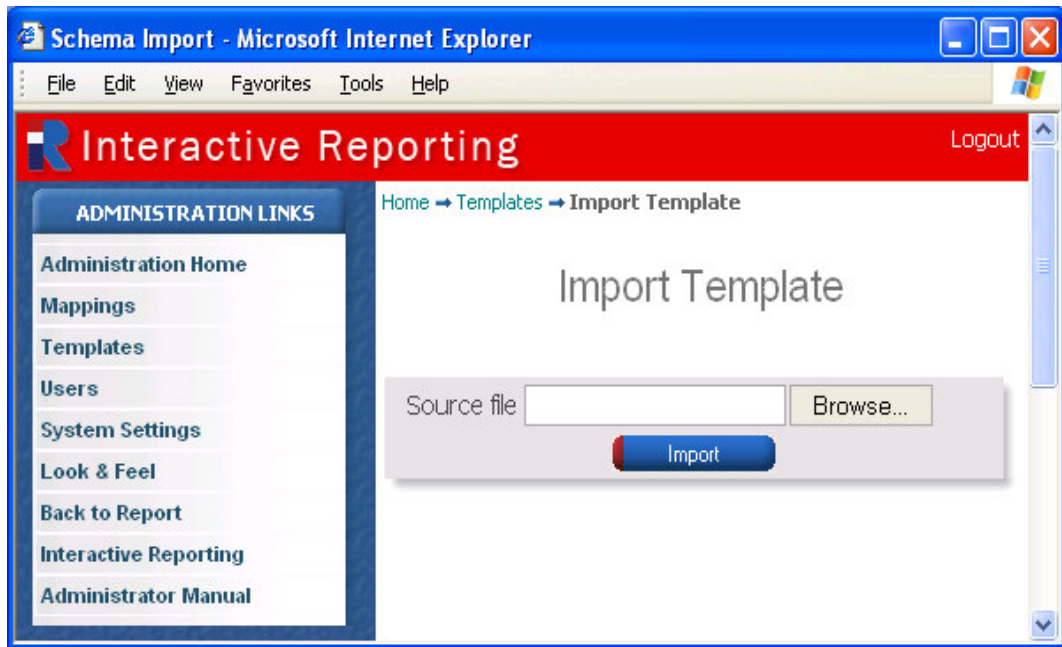 Schema Import - Microsoft Internet Explorer
File Edit View Favorites Tools Help
iR Interactive Reporting
Logout
ADMINISTRATION LINKS
Administration Home
Mappings
Templates
Users
System Settings
Look & Feel
Back to Report
Interactive Reporting
Administrator Manual
Home → Templates → Import Template
Import Template
Source file Browse...
Import